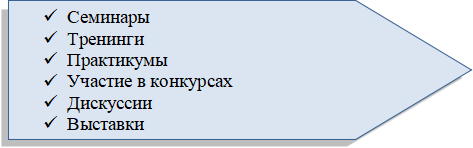 ✓ Семинары
✓ Тренинги
✓ Практикумы
✓ Участие в конкурсах
✓ Дискуссии
✓ Выставки